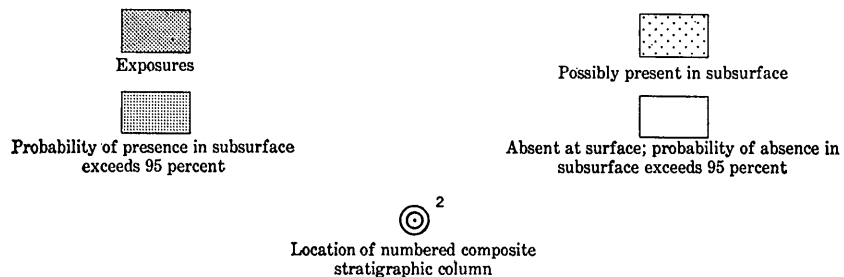 Exposures
Possibly present in subsurface
Probability of presence in subsurface
exceeds 95 percent
Absent at surface; probability of absence in
subsurface exceeds 95 percent
2
Location of numbered composite
stratigraphic column